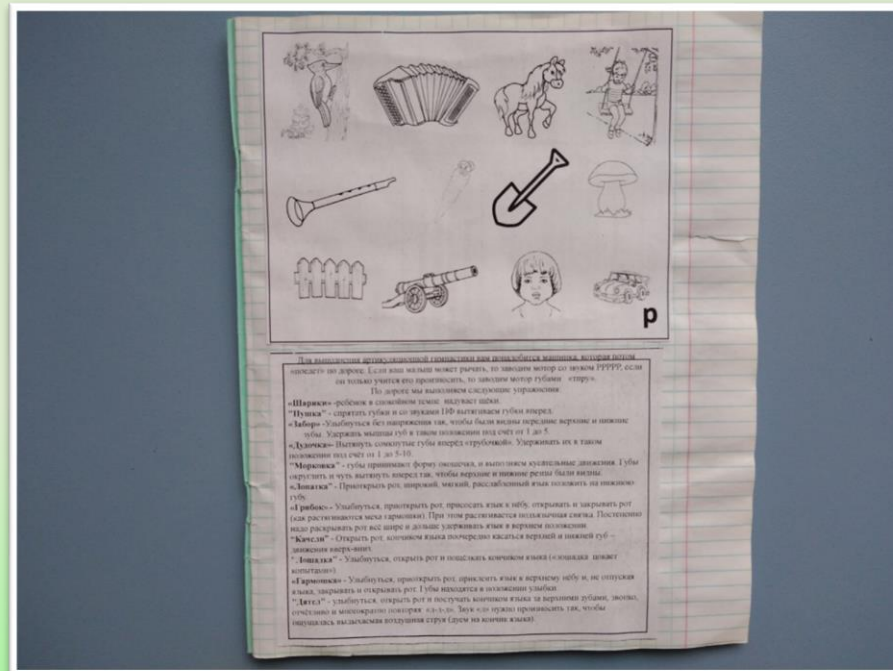 р
Для выполнения артикуляционной гимнастики вам понадобится машинка, которая потом
«поедет» по дороге. Если ваш малыш может рычать, то заводим мотор со звуком РРРРР, если
он только учится его произносить, то заводим мотор губами «тпру».
По дороге мы выполняем следующие упражнения
«Шарики» -ребёнок в спокойном темпе надувает щёки.
"Пушка" - спрятать губки и со звуками ПФ вытягиваем губки вперед.
«Забор» -Улыбнуться без напряжения так, чтобы были видны передние верхние и нижние
зубы. Удержать мышцы губ в таком положении под счёт от 1 до 5.
«Дудочка»- Вытянуть сомкнутые губы вперёд «трубочкой». Удерживать их в таком
положении под счёт от 1 до 5-10.
"Морковка" - губы принимают форму окошечка, и выполняем кусательные движения. Губы
округлить и чуть вытянуть вперед так, чтобы верхние и нижние резцы были видны.
«Лопатка" - Приоткрыть рот, широкий, мягкий, расслабленный язык положить на нижнюю
губу.
«Грибок» - Улыбнуться, приоткрыть рот, присосать язык к нёбу, открывать и закрывать рот
(как растягиваются меха гармошки). При этом растягивается подъязычная связка. Постепенно
надо раскрывать рот всё шире и дольше удерживать язык в верхнем положении.
"Качели" - Открыть рот, кончиком языка поочередно касаться верхней и нижней губ –
движения вверх-вниз.
"Лошадка" - Улыбнуться, открыть рот и пощелкать кончиком языка («лошадка цокает
копытами»)
«Гармошка» - Улыбнуться, приоткрыть рот, приклеить язык к верхнему нёбу и, не отпуская
языка, закрывать и открывать рот. Губы находятся в положении улыбки
"Дятел" - улыбнуться, открыть рот и постучать кончиком языка за верхними зубами, звонко,
отчётливо и многократно повторяя: «д-д-д». Звук «д» нужно произносить так, чтобы
ощущалась выдыхаемая воздушная струя (дуем на кончик языка).